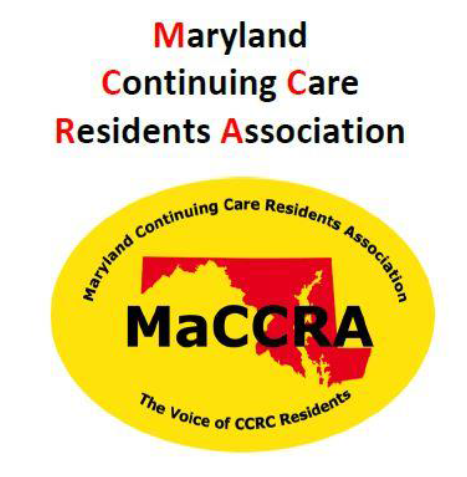 Maryland
Continuing Care
Residents Association
Maryland Continuing Care Residents Association
MaCCRA
The Voice of CCRC Residents